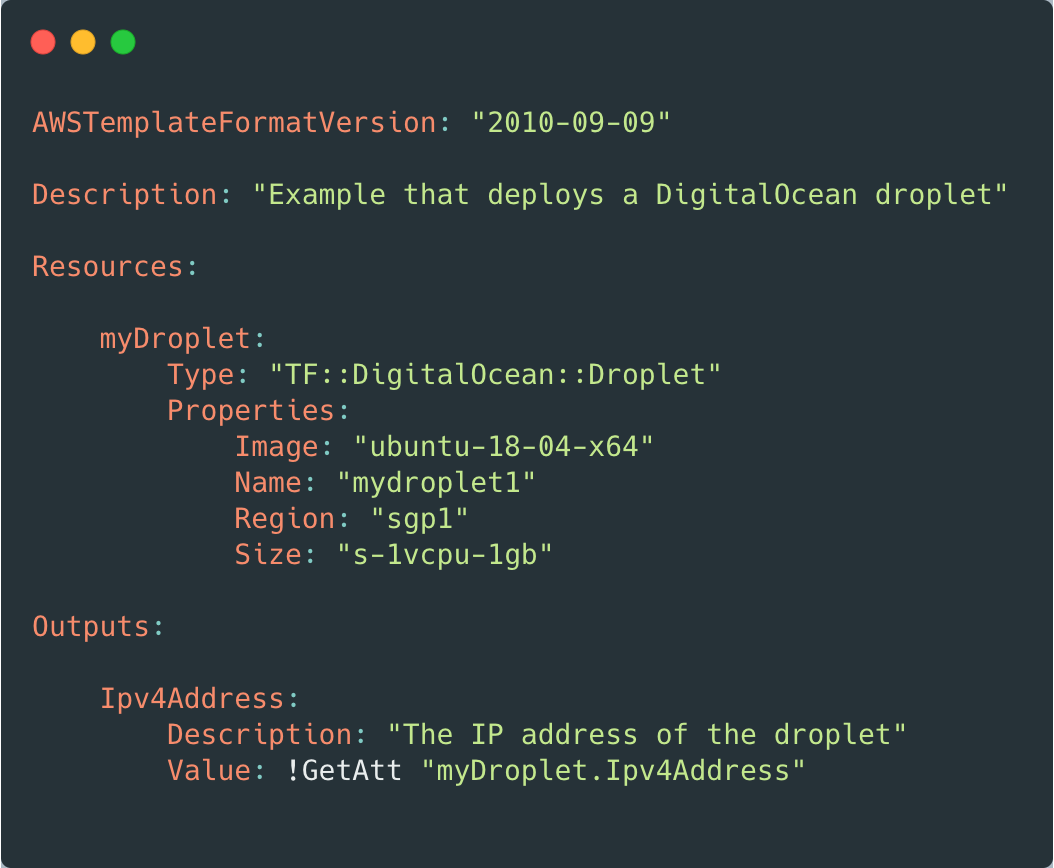 AWSTemplateFormatVersion: "2010-09-09"
Description: "Example that deploys a DigitalOcean droplet"
Resources:
myDroplet:
Type: "TF::DigitalOcean::Droplet"
Properties:
Image: "ubuntu-18-04-x64"
Name: "mydroplet1"
Region: "sgp1"
Size: "s-1vcpu-1gb"
Outputs:
Ipv4Address:
Description: "The IP address of the droplet"
Value: !GetAtt "myDroplet.Ipv4Address"